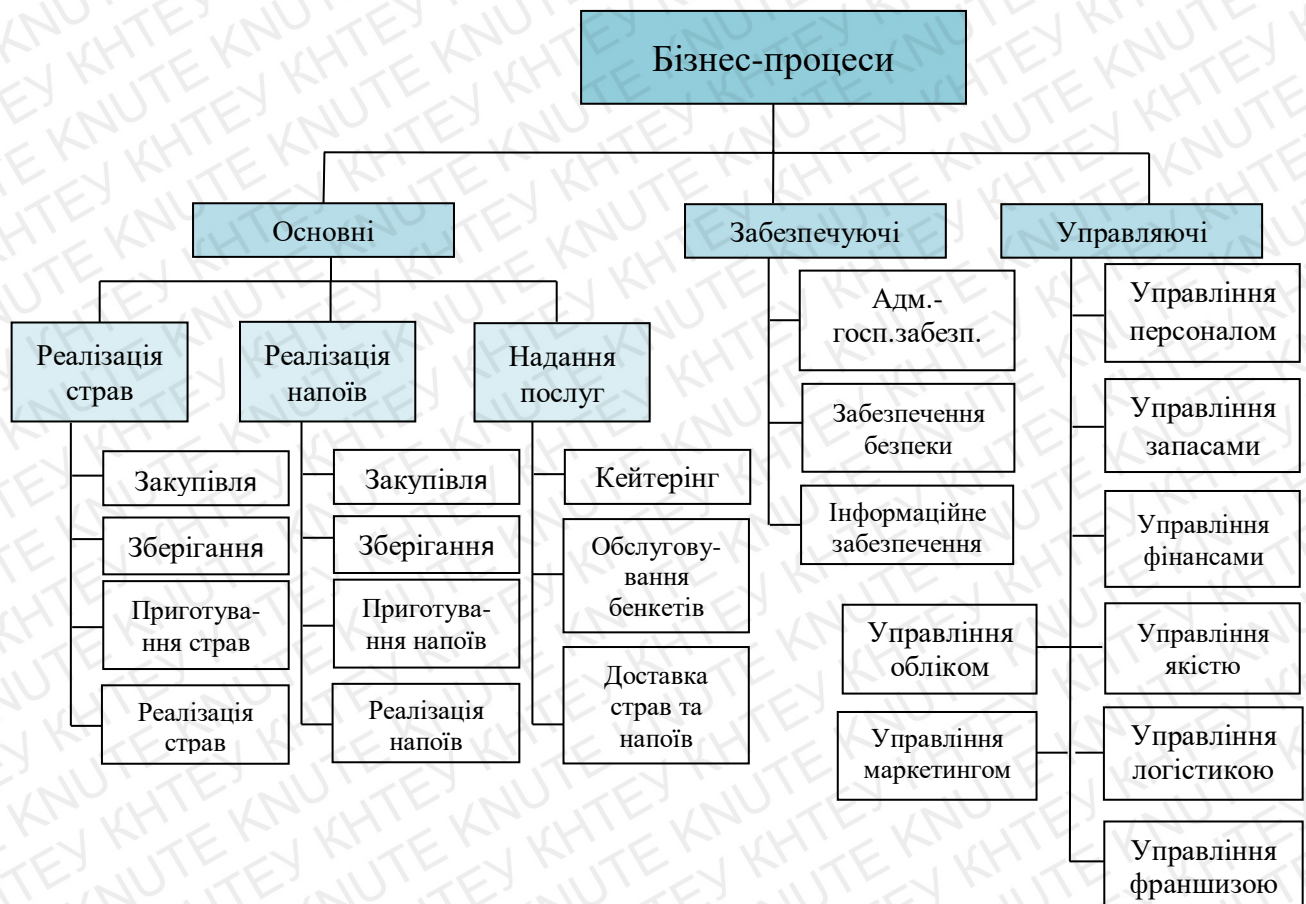 Бізнес-процеси
Основні
Забезпечуючі
Управляючі
Реалізація
страв
Реалізація
напоїв
Надання
послуг
Закупівля
Зберігання
Приготува-
ння страв
Реалізація
страв
Закупівля
Зберігання
Приготува-
ння напоїв
Реалізація
напоїв
Кейтерінг
Обслугову-
вання
бенкетів
Доставка
страв та
напоїв
Адм.-
госп.забезп.
Забезпечення
безпеки
Інформаційне
забезпечення
Управління
персоналом
Управління
запасами
Управління
фінансами
Управління
обліком
Управління
якістю
Управління
маркетингом
Управління
логістикою
Управління
франшизою
KNUTE КНТЕУ